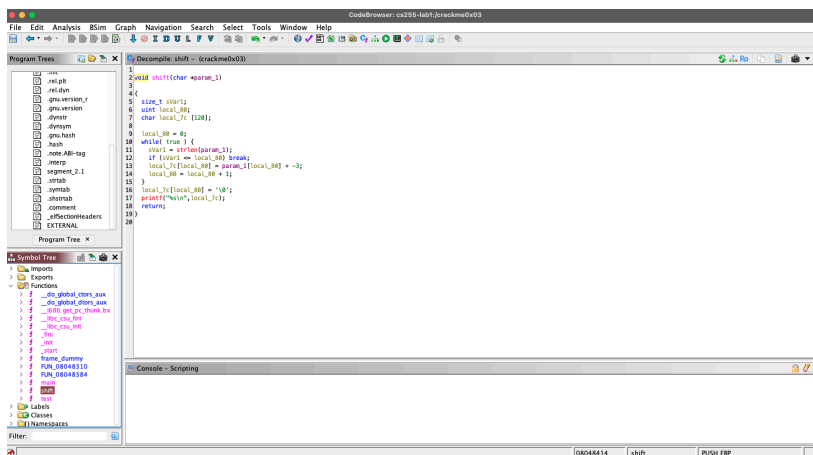 CodeBrowser: cs255-lab1:/crackme0x03
File Edit Analysis BSim Graph Navigation Search Select Tools Window Help
I D U L F V
Program Trees
.rel.plt
.rel.dyn
.gnu.version_r
.gnu.version
.dynstr
.dynsym
.gnu.hash
.hash
.note.ABI-tag
.interp
segment_2.1
.strtab
.symtab
.shstrtab
.comment
_elfSectionHeaders
EXTERNAL
Program Tree ×
Symbol Tree
Imports
Exports
Functions
f __do_global_ctors_aux
f __do_global_dtors_aux
f __i686.get_pc_thunk.bx
f __libc_csu_fini
f __libc_csu_init
f _fini
f _init
f _start
f frame_dummy
f FUN_08048310
f FUN_08048384
f main
f shift
f test
Labels
Classes
Namespaces
Filter:
Decompile: shift - (crackme0x03)
Ro
1
2 void shift(char *param_1)
3
4 {
5 size_t sVar1;
6 uint local_80;
7 char local_7c [120];
8
9 local_80 = 0;
10 while( true ) {
11 sVar1 = strlen(param_1);
12 if (sVar1 <= local_80) break;
13 local_7c[local_80] = param_1[local_80] + -3;
14 local_80 = local_80 + 1;
15 }
16 local_7c[local_80] = '\0';
17 printf("%s\n",local_7c);
18 return;
19 }
20
Console - Scripting
08048414 shift PUSH EBP